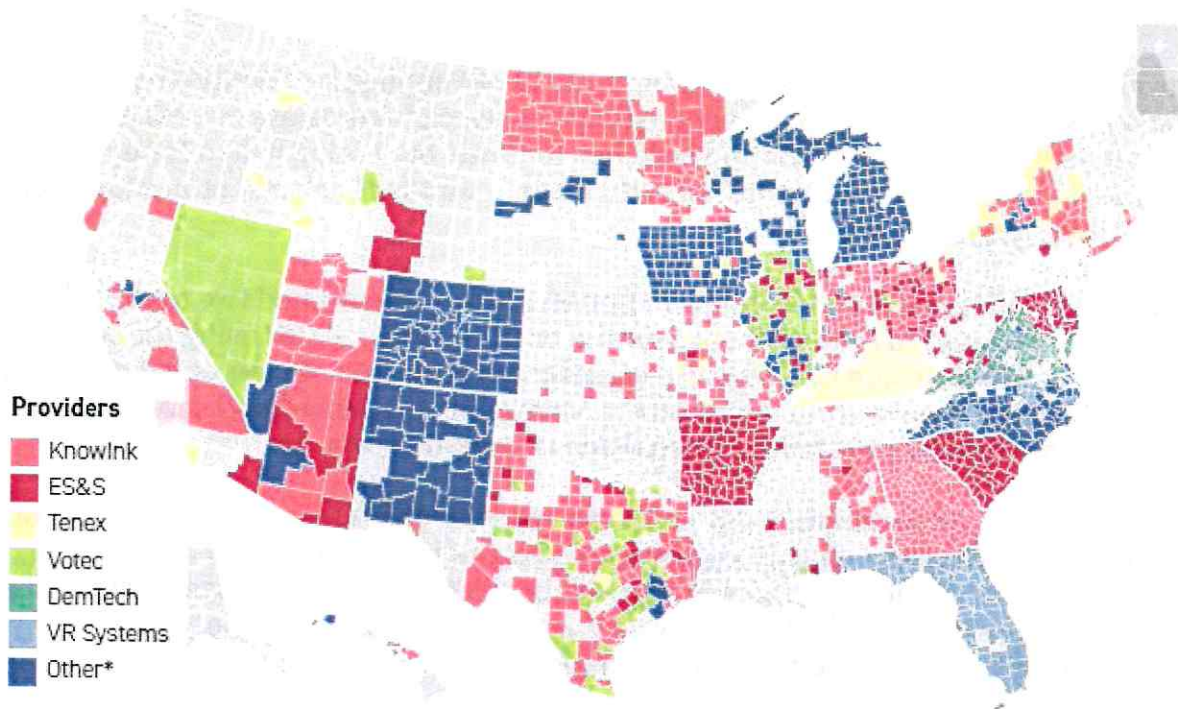 Providers
KnowInk
ES&S
Tenex
Votec
DemTech
VR Systems
Other*